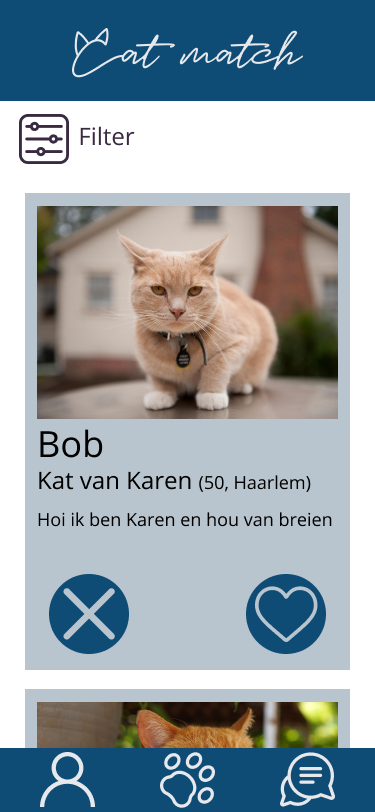 Cat match
Filter
Bob
Kat van Karen (50, Haarlem)
Hoi ik ben Karen en hou van breien